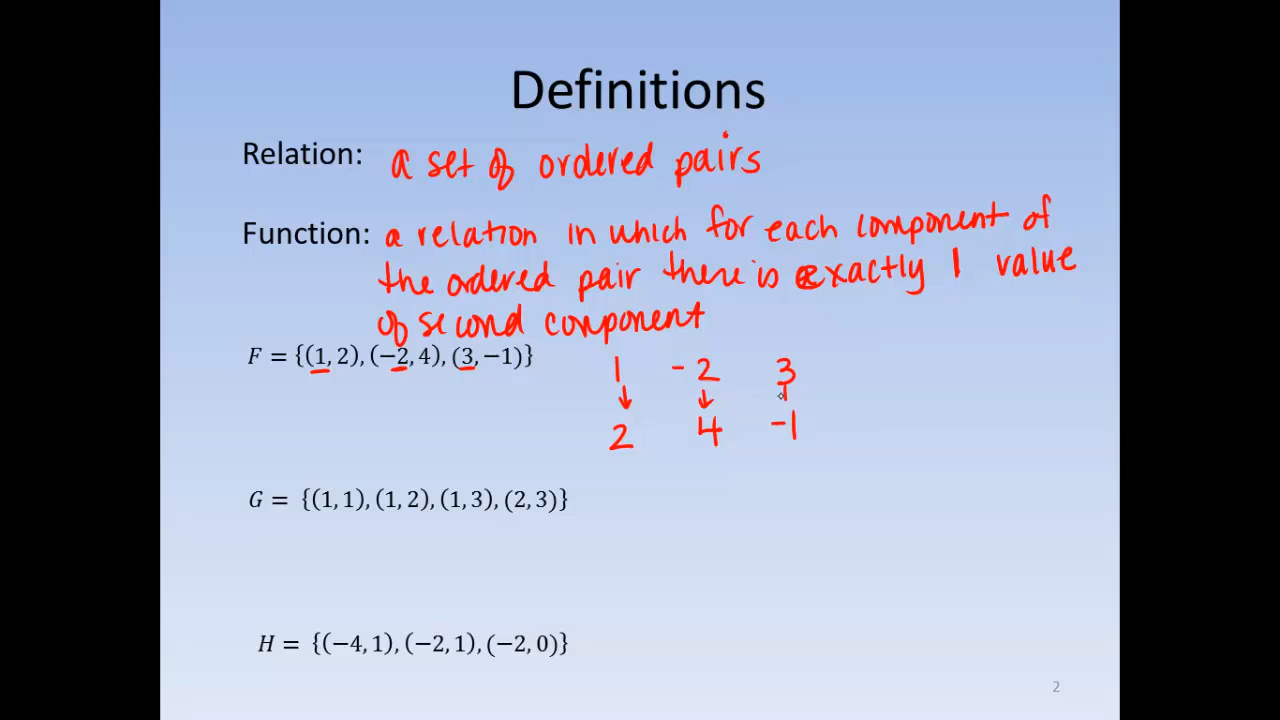 Definitions
Relation: a set of ordered pairs
Function: a relation in which for each component of
the ordered pair there is exactly 1 value
of second component
F = {(1, 2), (−2, 4), (3, −1)}
1 -2 3
2 4 -1
G = {(1, 1), (1, 2), (1, 3), (2, 3)}
H = {(−4, 1), (−2, 1), (−2, 0)}
2